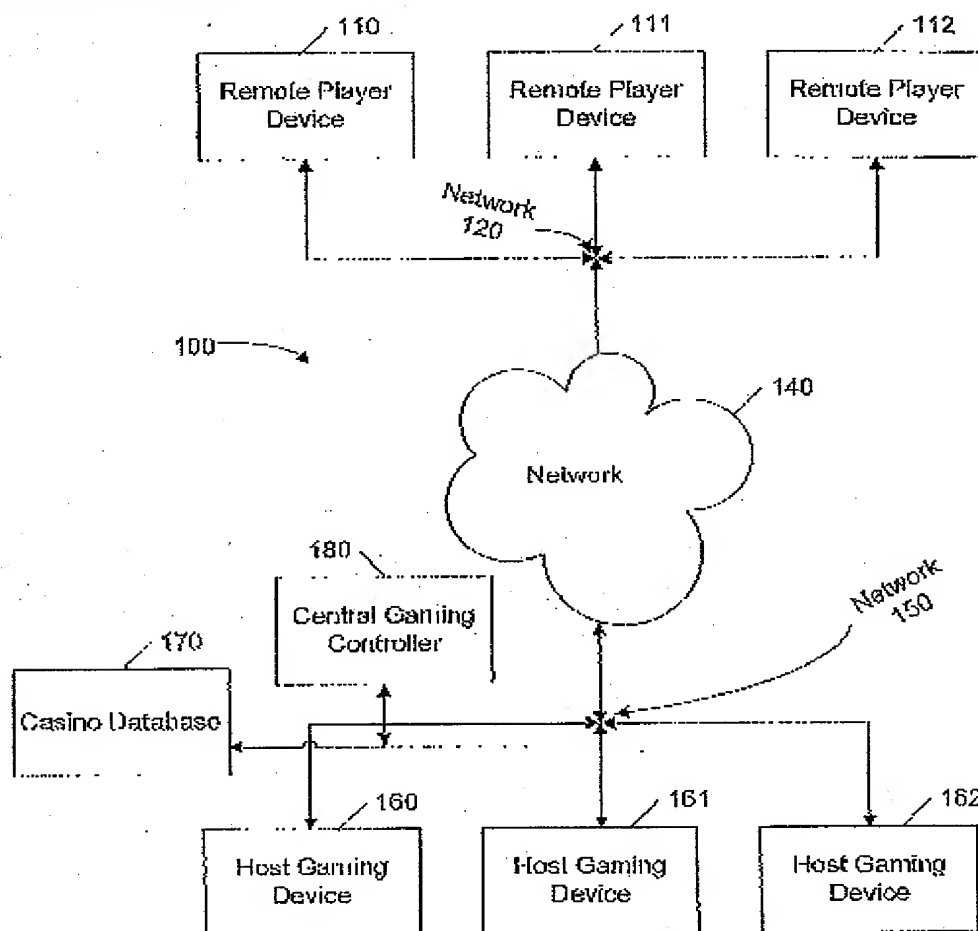 110
111
112
Remote Player
Device
Remote Player
Device
Remote Player
Device
Network
120
100
140
Network
180
Central Gaming
Controller
Network
150
170
Casino Database
160
161
162
Host Gaming
Device
Host Gaming
Device
Host Gaming
Device